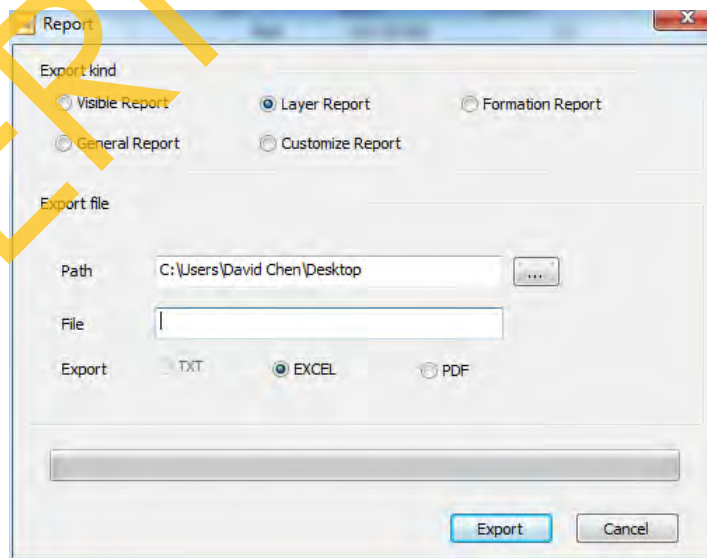 Report
Export kind
Visible Report
Layer Report
Formation Report
General Report
Customize Report
Export file
Path
C:\Users\David Chen\Desktop
...
File
Export
TXT
EXCEL
PDF
Export
Cancel